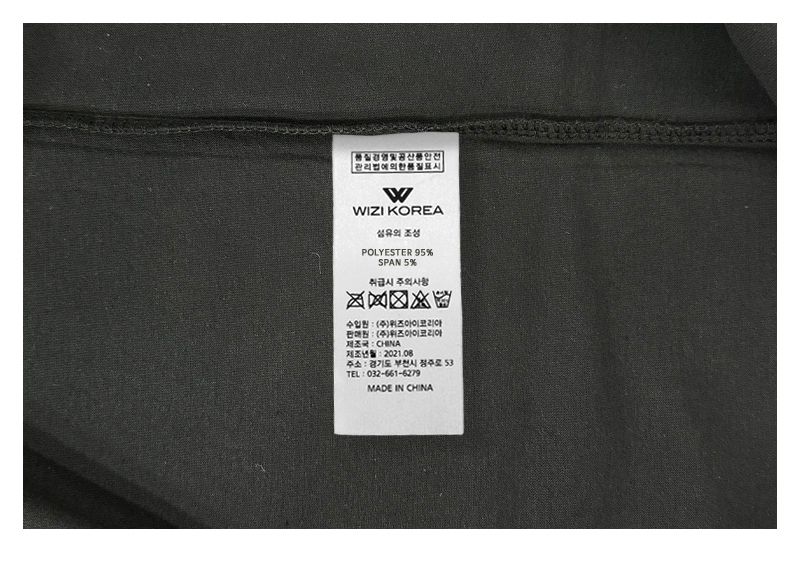 품질경영및공산품안전
관리법에의한품질표시
WIZI KOREA
섬유의 조성
POLYESTER 95%
SPAN 5%
취급시 주의사항
수입원 : (주)위즈아이코리아
판매원 : (주)위즈아이코리아
제조국 : CHINA
제조년월 : 2021.08
주소 : 경기도 부천시 정주로 53
TEL : 032-661-6279
MADE IN CHINA